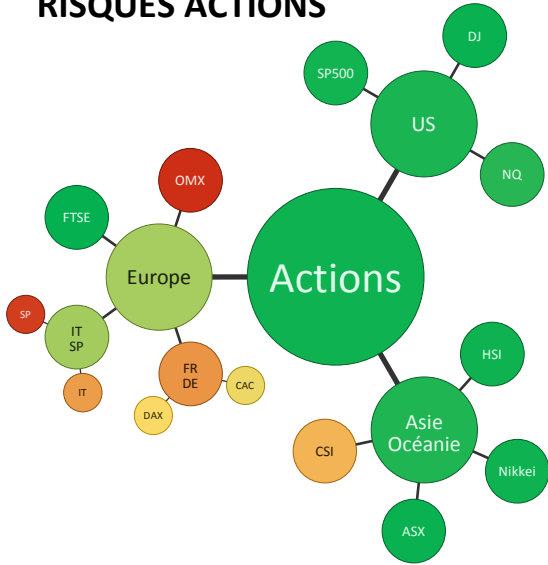 RISQUES ACTIONS
DJ
SP500
US
NQ
OMX
FTSE
Europe
Actions
SP
IT
SP
IT
FR
DE
CAC
DAX
HSI
Asie
Océanie
CSI
Nikkei
ASX